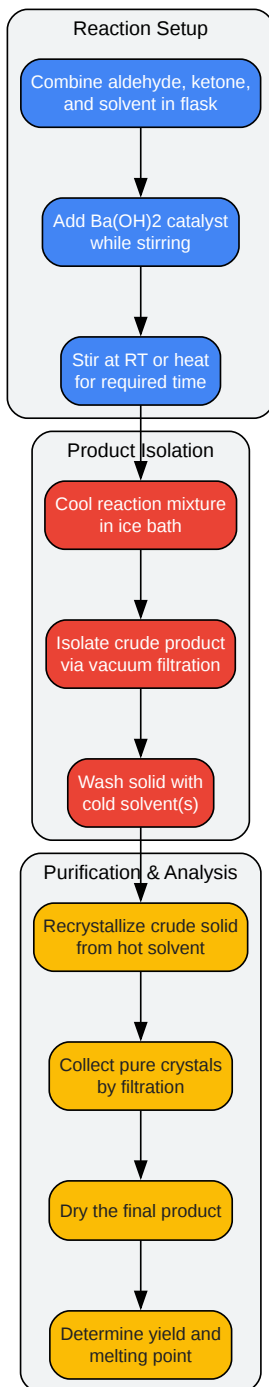 Reaction Setup
Combine aldehyde, ketone,
and solvent in flask
Add Ba(OH)2 catalyst
while stirring
Stir at RT or heat
for required time
Product Isolation
Cool reaction mixture
in ice bath
Isolate crude product
via vacuum filtration
Wash solid with
cold solvent(s)
Purification & Analysis
Recrystallize crude solid
from hot solvent
Collect pure crystals
by filtration
Dry the final product
Determine yield and
melting point